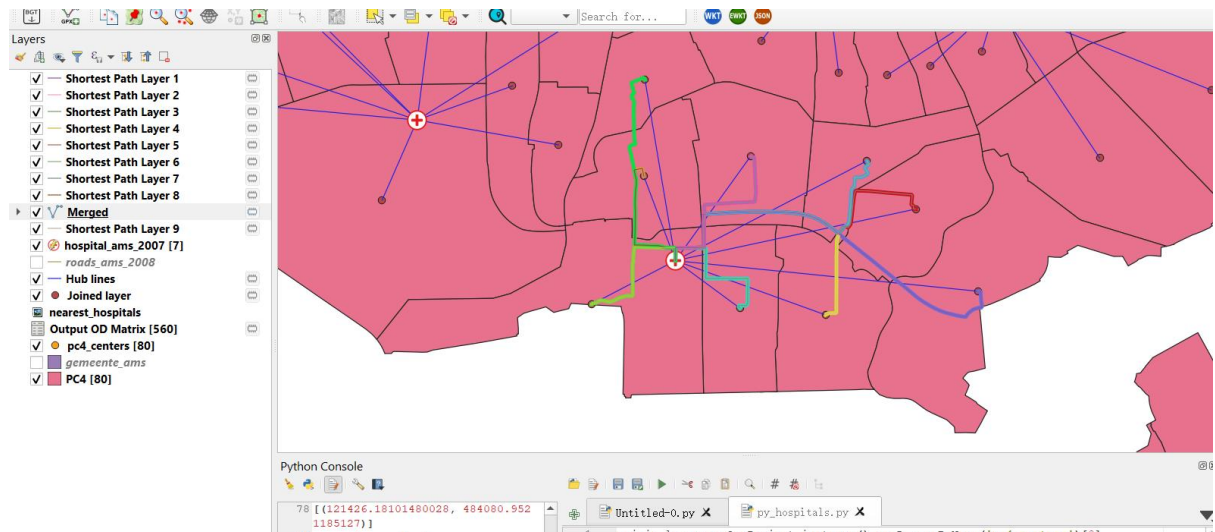 BGT
GPX
Search for...
WKT
EWKT
JSON
Layers
Shortest Path Layer 1
Shortest Path Layer 2
Shortest Path Layer 3
Shortest Path Layer 4
Shortest Path Layer 5
Shortest Path Layer 6
Shortest Path Layer 7
Shortest Path Layer 8
Merged
Shortest Path Layer 9
hospital_ams_2007 [7]
roads_ams_2008
Hub lines
Joined layer
nearest_hospitals
Output OD Matrix [560]
pc4_centers [80]
gemeente_ams
PC4 [80]
Python Console
78 [(121426.18101480028, 484080.952
1185127)]
Untitled-0.py X
py_hospitals.py X